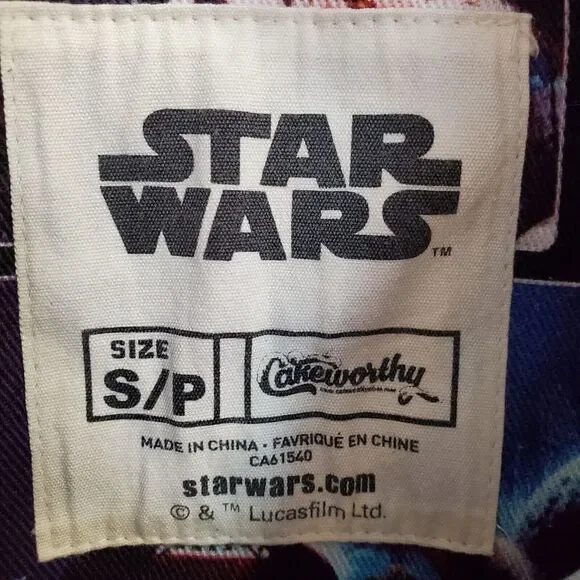 STAR
WARS™
SIZE
S/P
Cakeworthy
MADE IN CHINA · FAVRIQUÉ EN CHINE
CA61540
starwars.com
© & ™ Lucasfilm Ltd.